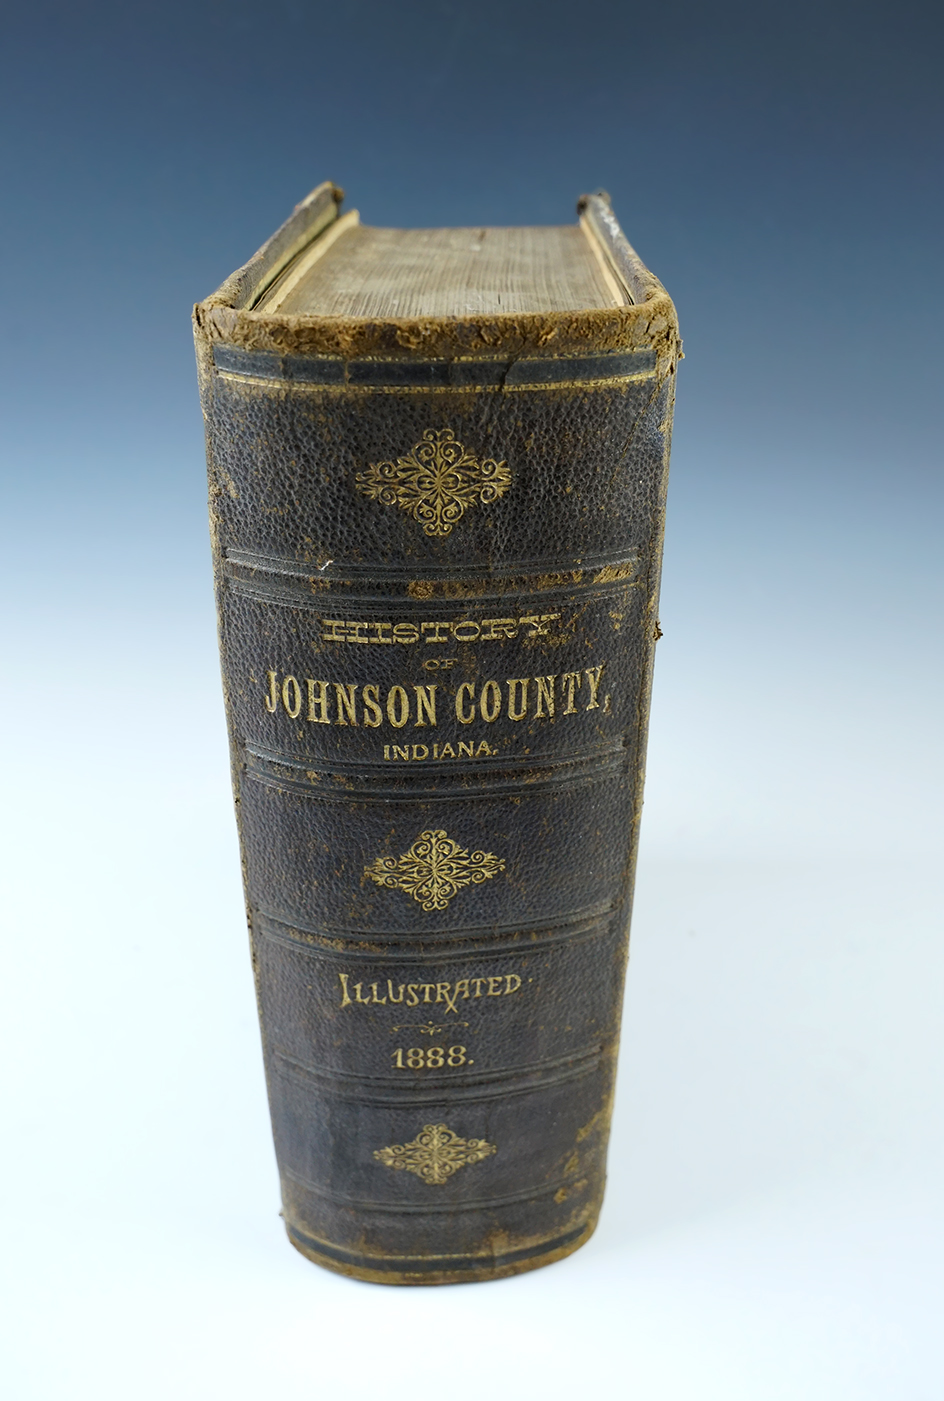 HISTORY
OF
JOHNSON COUNTY,
INDIANA.
ILLUSTRATED.
1888.